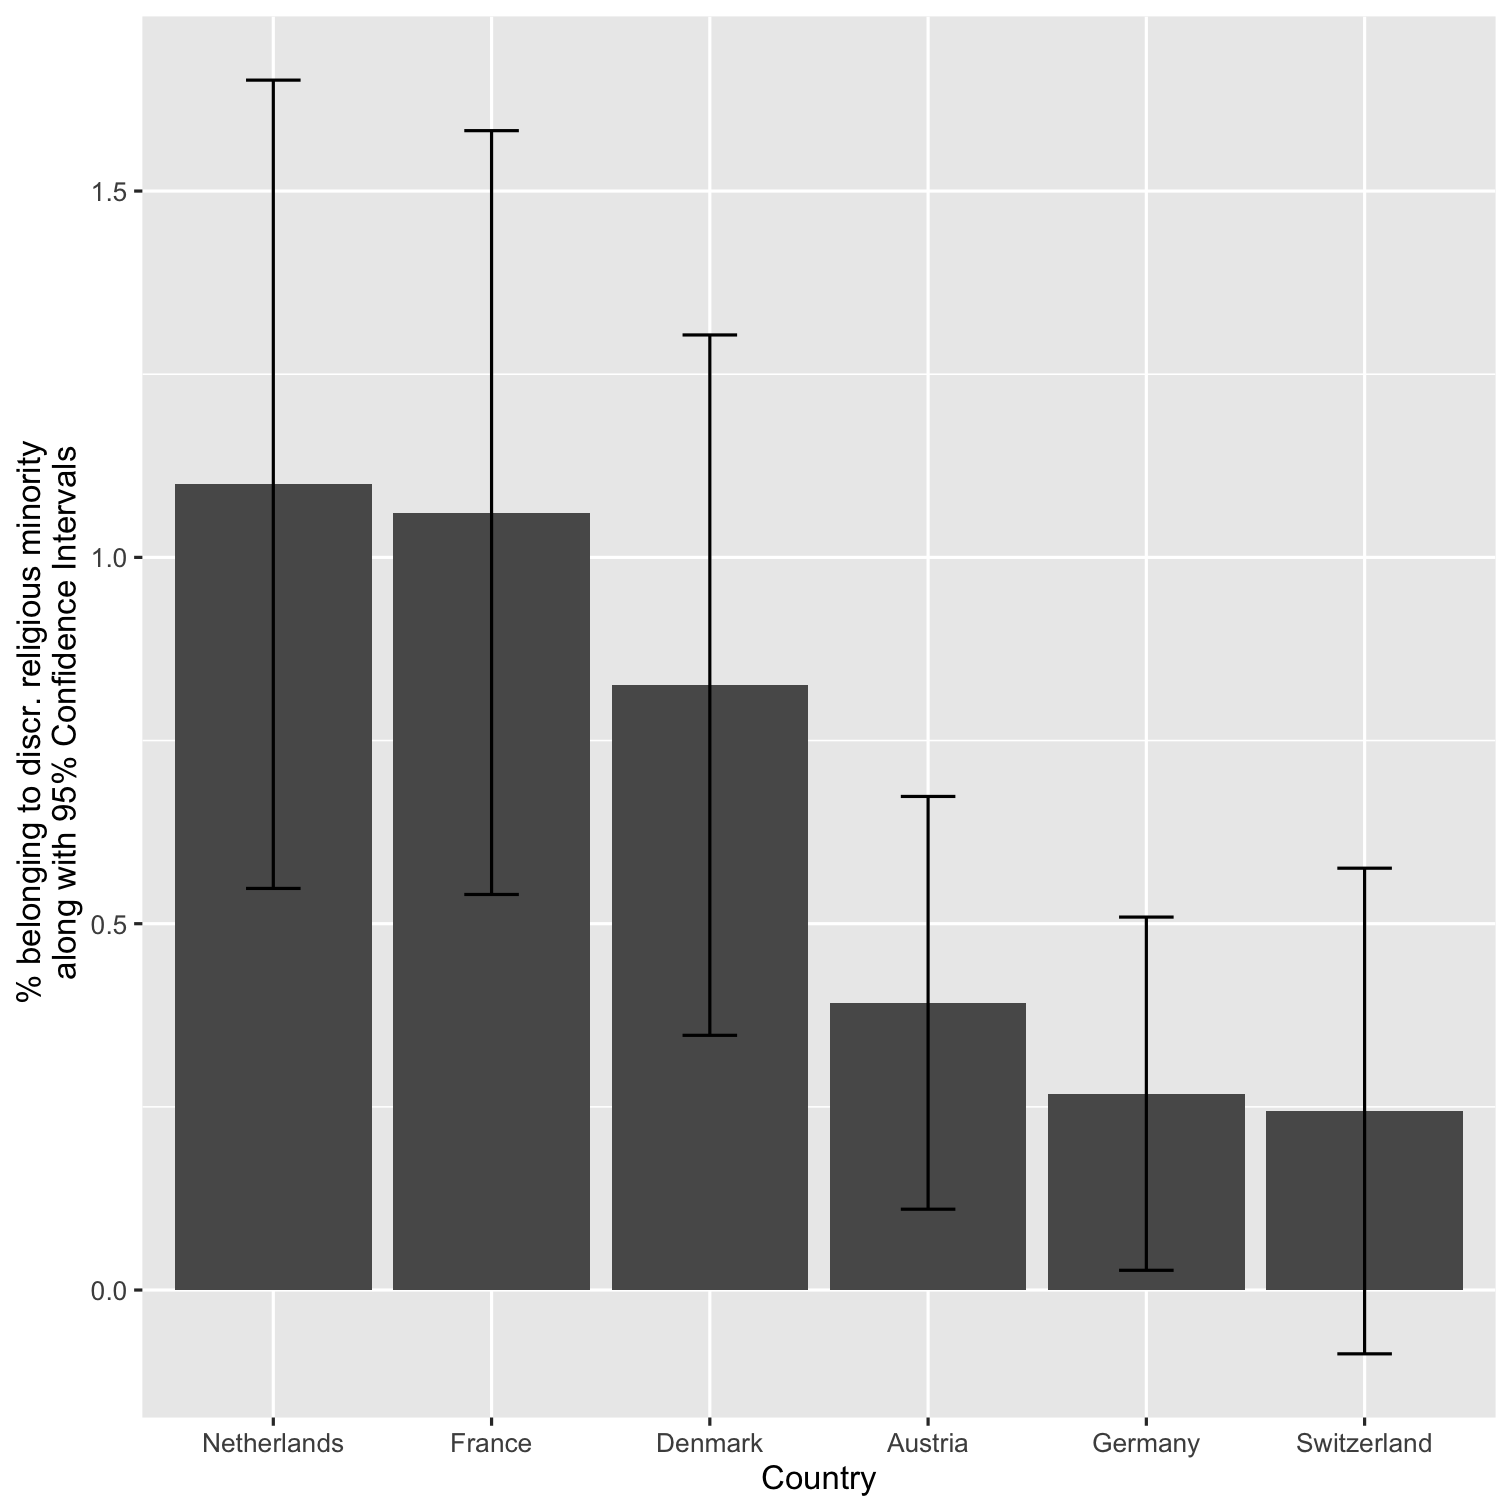 % belonging to discr. religious minority
along with 95% Confidence Intervals
1.5
1.0
0.5
0.0
Netherlands France Denmark Austria Germany Switzerland
Country